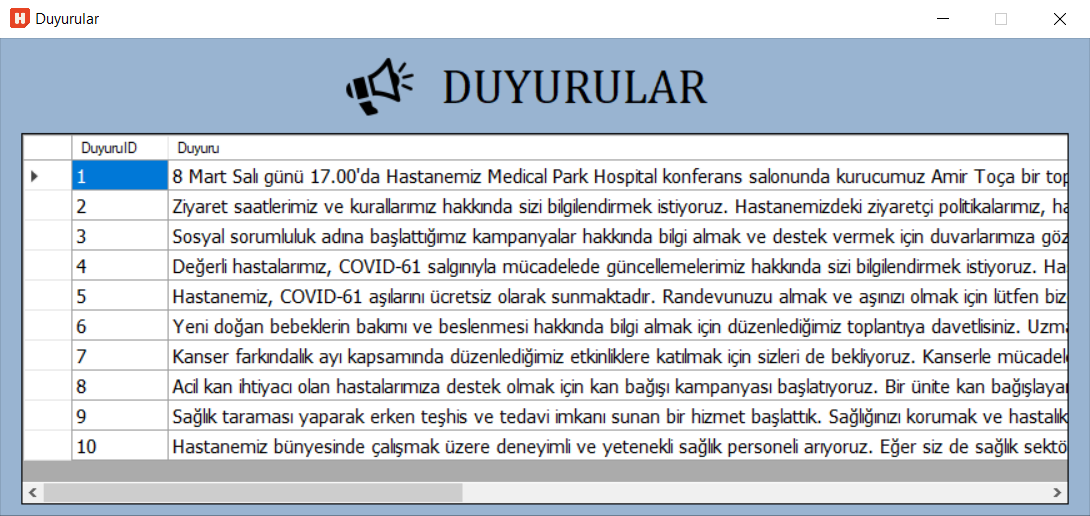 H Duyurular
DUYURULAR
DuyuruID Duyuru
1 8 Mart Salı günü 17.00'da Hastanemiz Medical Park Hospital konferans salonunda kurucumuz Amir Toça bir top
2 Ziyaret saatlerimiz ve kurallarımız hakkında sizi bilgilendirmek istiyoruz. Hastanemizdeki ziyaretçi politikalarımız, ha
3 Sosyal sorumluluk adına başlattığımız kampanyalar hakkında bilgi almak ve destek vermek için duvarlarımıza göz
4 Değerli hastalarımız, COVID-61 salgınıyla mücadelede güncellemelerimiz hakkında sizi bilgilendirmek istiyoruz. Has
5 Hastanemiz, COVID-61 aşılarını ücretsiz olarak sunmaktadır. Randevunuzu almak ve aşınızı olmak için lütfen biz
6 Yeni doğan bebeklerin bakımı ve beslenmesi hakkında bilgi almak için düzenlediğimiz toplantıya davetlisiniz. Uzma
7 Kanser farkındalık ayı kapsamında düzenlediğimiz etkinliklere katılmak için sizleri de bekliyoruz. Kanserle mücadel
8 Acil kan ihtiyacı olan hastalarımıza destek olmak için kan bağışı kampanyası başlatıyoruz. Bir ünite kan bağışlayar
9 Sağlık taraması yaparak erken teşhis ve tedavi imkanı sunan bir hizmet başlattık. Sağlığınızı korumak ve hastalık
10 Hastanemiz bünyesinde çalışmak üzere deneyimli ve yetenekli sağlık personeli arıyoruz. Eğer siz de sağlık sektö